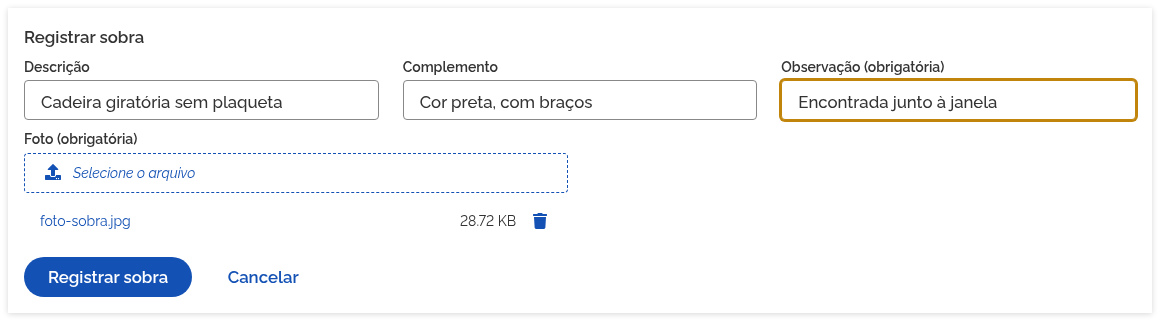 Registrar sobra
Descrição
Complemento
Observação (obrigatória)
Cadeira giratória sem plaqueta
Cor preta, com braços
Encontrada junto à janela
Foto (obrigatória)
Selecione o arquivo
foto-sobra.jpg
28.72 KB
Registrar sobra
Cancelar